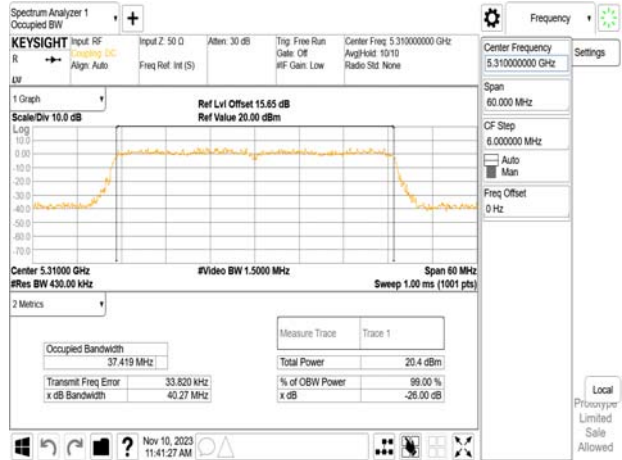 Spectrum Analyzer 1
Occupied BW
+
Frequency
KEYSIGHT
Input: RF
Coupling: DC
Align: Auto
Input Z: 50 Ω
Freq Ref: Int (S)
Atten: 30 dB
Trig: Free Run
Gate: Off
#IF Gain: Low
Center Freq: 5.310000000 GHz
Avg|Hold: 10/10
Radio Std: None
R
LV
Center Frequency
5.310000000 GHz
Settings
Span
60.000 MHz
CF Step
6.000000 MHz
Auto
Man
Freq Offset
0 Hz
1 Graph
Scale/Div 10.0 dB
Ref Lvl Offset 15.65 dB
Ref Value 20.00 dBm
Log
10.0
0.00
-10.0
-20.0
-30.0
-40.0
-50.0
-60.0
-70.0
Center 5.31000 GHz
#Res BW 430.00 kHz
#Video BW 1.5000 MHz
Span 60 MHz
Sweep 1.00 ms (1001 pts)
2 Metrics
Measure Trace
Trace 1
Occupied Bandwidth
37.419 MHz
Total Power
20.4 dBm
Transmit Freq Error
33.820 kHz
% of OBW Power
99.00 %
x dB Bandwidth
40.27 MHz
x dB
-26.00 dB
Local
Prototype
Limited
Sale
Allowed
?
Nov 10, 2023
11:41:27 AM